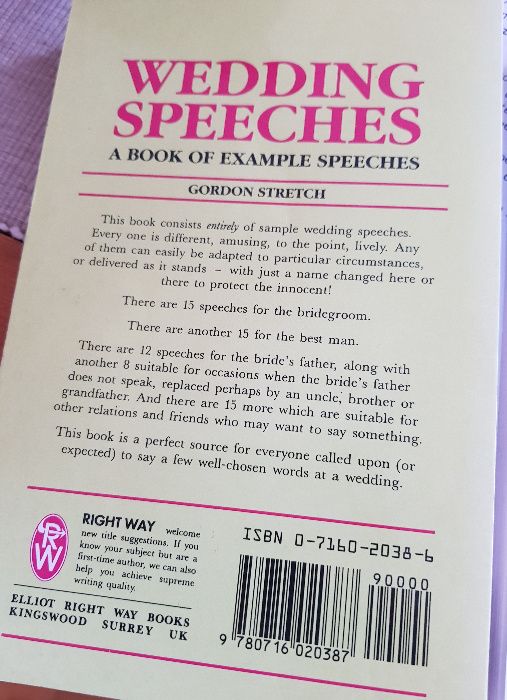 WEDDING
SPEECHES
A BOOK OF EXAMPLE SPEECHES
GORDON STRETCH
This book consists entirely of sample wedding speeches.
Every one is different, amusing, to the point, lively. Any
of them can easily be adapted to particular circumstances,
or delivered as it stands – with just a name changed here or
there to protect the innocent!
There are 15 speeches for the bridegroom.
There are another 15 for the best man.
There are 12 speeches for the bride's father, along with
another 8 suitable for occasions when the bride's father
does not speak, replaced perhaps by an uncle, brother or
grandfather. And there are 15 more which are suitable for
other relations and friends who may want to say something.
This book is a perfect source for everyone called upon (or
expected) to say a few well-chosen words at a wedding.
RW
RIGHT WAY welcome
new title suggestions. If you
know your subject but are a
first-time author, we can also
help you achieve supreme
writing quality.
ELLIOT RIGHT WAY BOOKS
KINGSWOOD SURREY UK
ISBN 0-7160-2038-6
90000
9 780716 020387